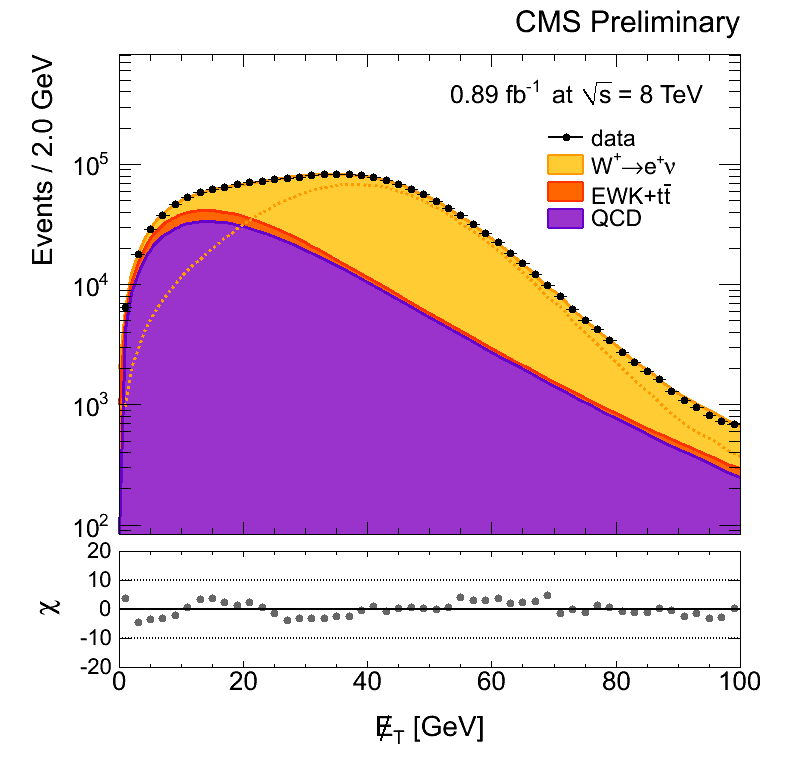 CMS Preliminary
0.89 fb⁻¹ at √s = 8 TeV
data
W⁺→e⁺ν
EWK+tt̄
QCD
Events / 2.0 GeV
10⁵
10⁴
10³
10²
20
10
0
-10
-20
χ
0 20 40 60 80 100
E̸_T [GeV]